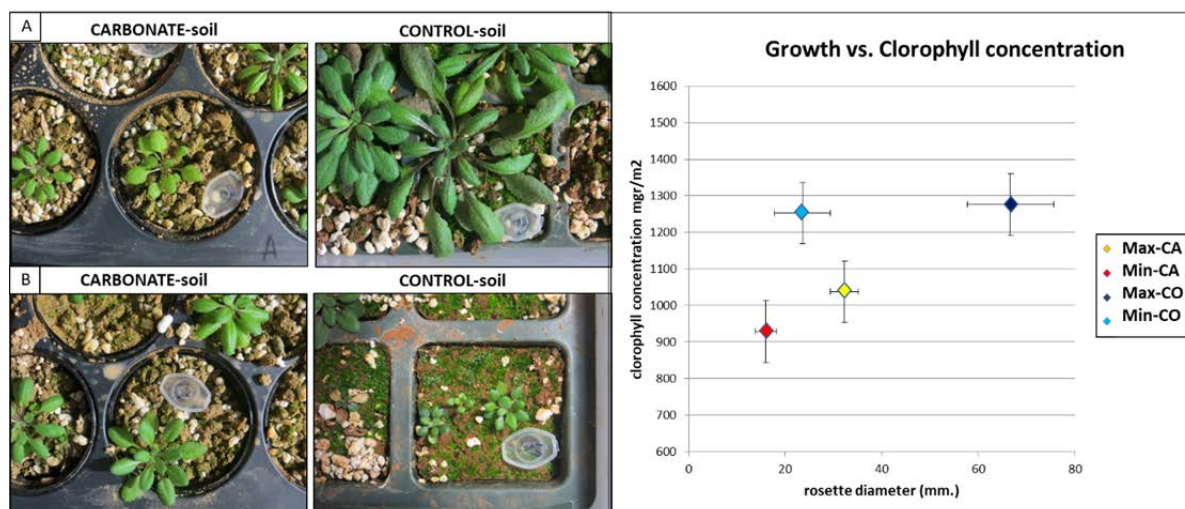 A
CARBONATE-soil
CONTROL-soil
A
B
CARBONATE-soil
CONTROL-soil
Growth vs. Clorophyll concentration
clorophyll concentration mgr/m2
1600
1500
1400
1300
1200
1100
1000
900
800
700
600
0
20
40
60
80
rosette diameter (mm.)
Max-CA
Min-CA
Max-CO
Min-CO